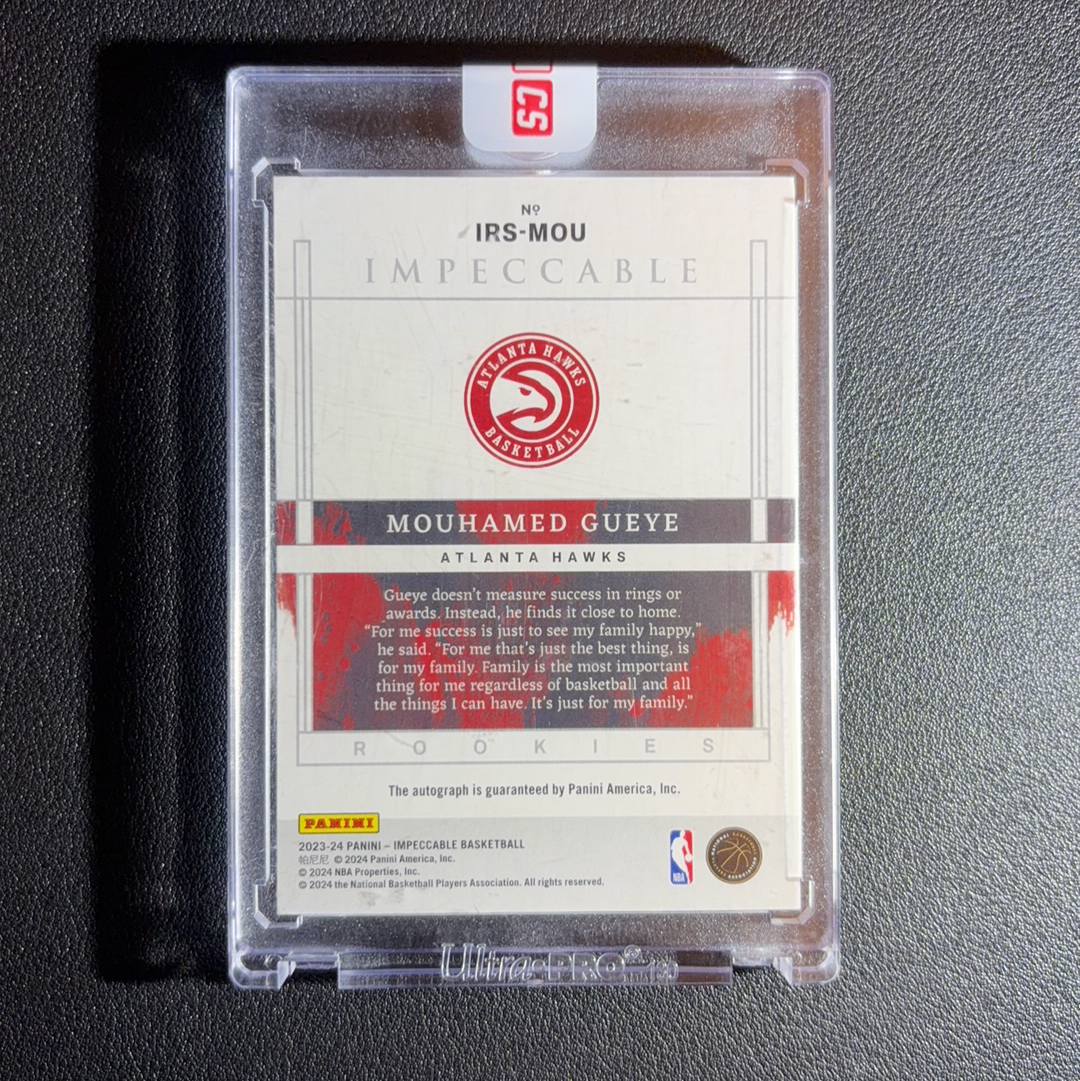 CS
Nº
IRS-MOU
IMPECCABLE
ATLANTA HAWKS
BASKETBALL
MOUHAMED GUEYE
ATLANTA HAWKS
Gueye doesn't measure success in rings or
awards. Instead, he finds it close to home.
“For me success is just to see my family happy,”
he said. “For me that's just the best thing, is
for my family. Family is the most important
thing for me regardless of basketball and all
the things I can have. It's just for my family.”
ROOKIES
The autograph is guaranteed by Panini America, Inc.
PANINI
2023-24 PANINI – IMPECCABLE BASKETBALL
帕尼尼 © 2024 Panini America, Inc.
© 2024 NBA Properties, Inc.
© 2024 the National Basketball Players Association. All rights reserved.
NBA
NATIONAL BASKETBALL
Ultra•PRO®